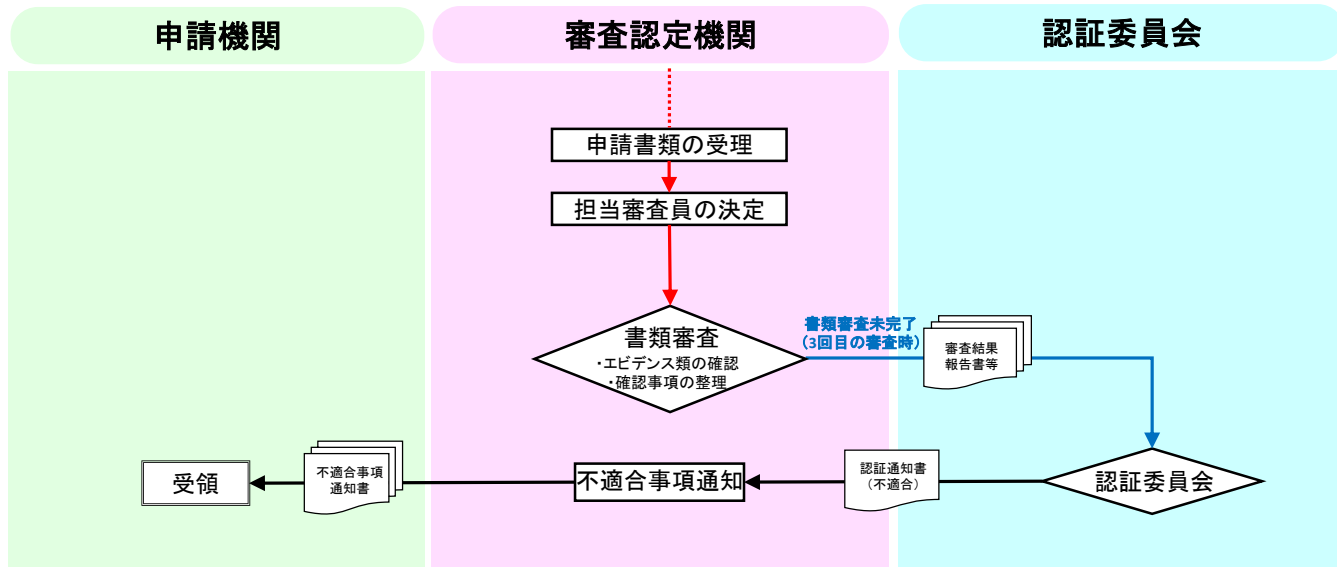 申請機関
審査認定機関
認証委員会
申請書類の受理
担当審査員の決定
書類審査
・エビデンス類の確認
・確認事項の整理
書類審査未完了
（3回目の審査時）
審査結果
報告書等
認証委員会
認証通知書
（不適合）
不適合事項通知
不適合事項
通知書
受領